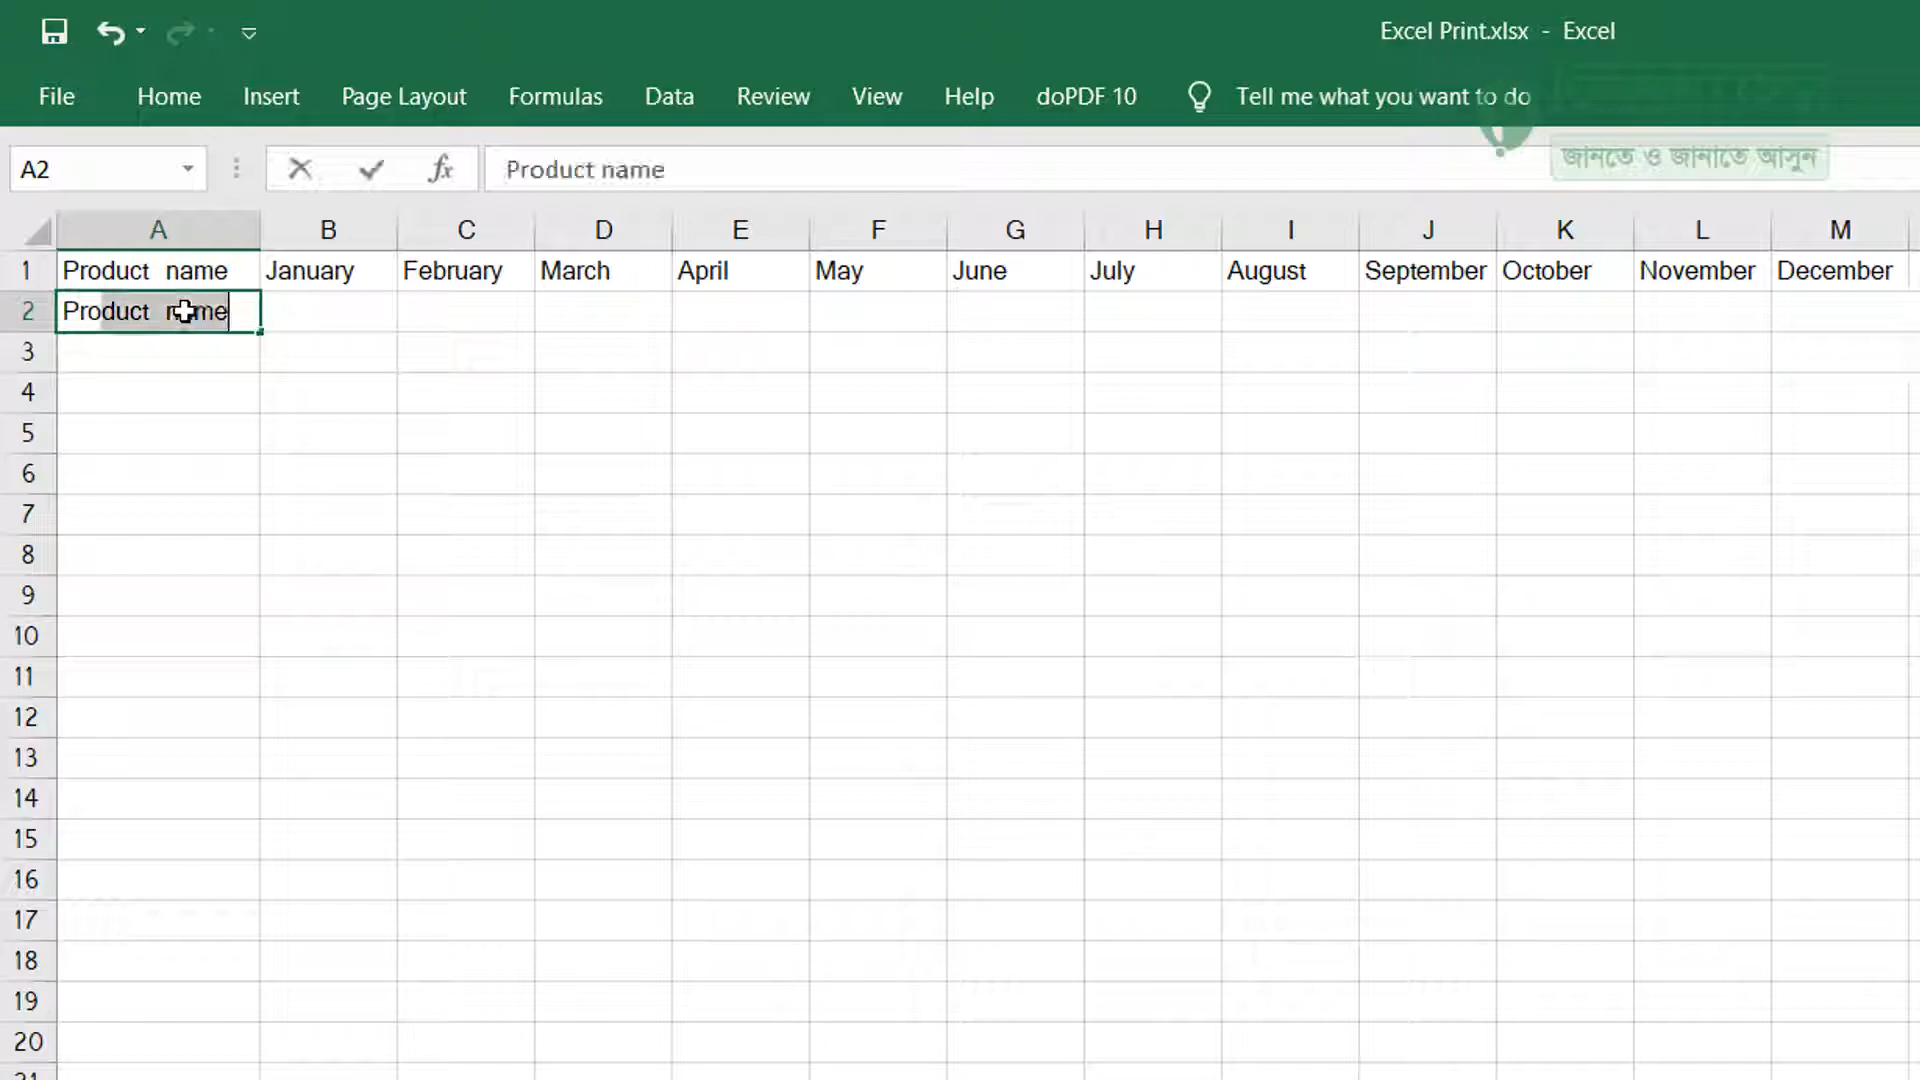 Excel Print.xlsx - Excel
File Home Insert Page Layout Formulas Data Review View Help doPDF 10 Tell me what you want to do
জানতে ও জানাতে আসুন
A2 fx Product name
A B C D E F G H I J K L M
1 Product name January February March April May June July August September October November December
2 Product name
3
4
5
6
7
8
9
10
11
12
13
14
15
16
17
18
19
20